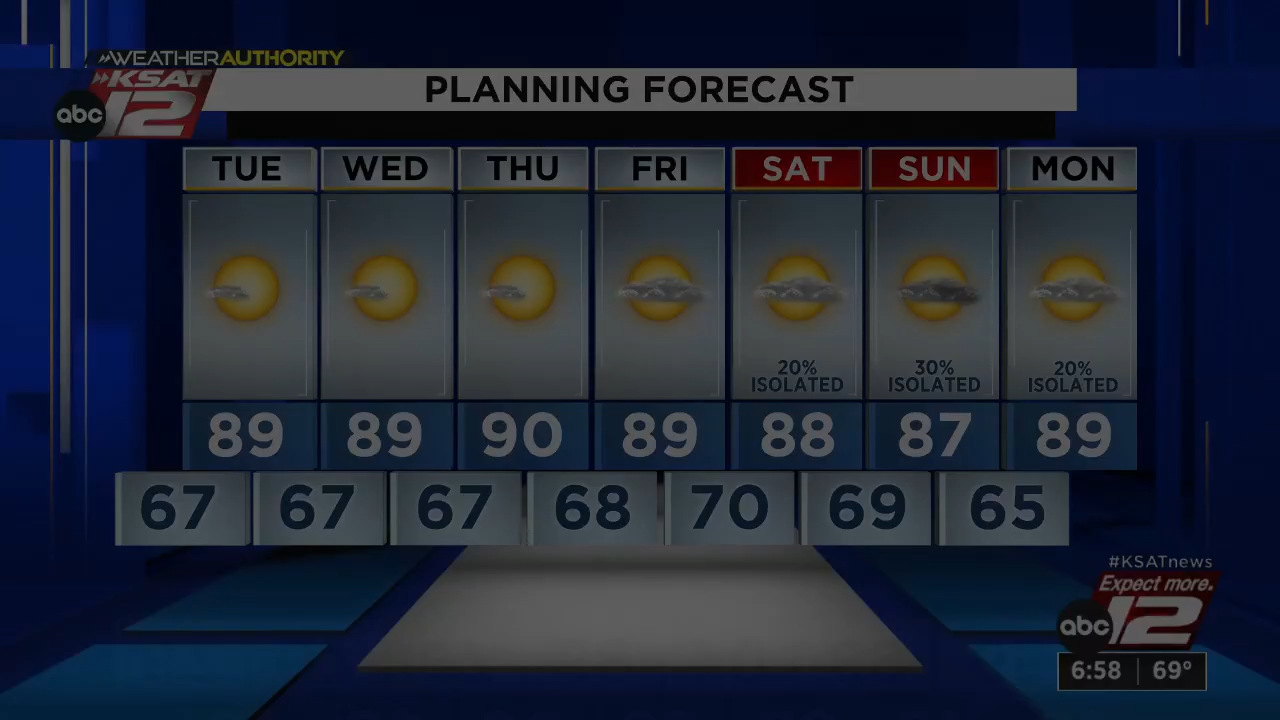 WEATHERAUTHORITY
KSAT
abc 12
PLANNING FORECAST
TUE WED THU FRI SAT SUN MON
20% 30% 20%
ISOLATED ISOLATED ISOLATED
89 89 90 89 88 87 89
67 67 67 68 70 69 65
#KSATnews
Expect more.
abc 12
6:58 69°